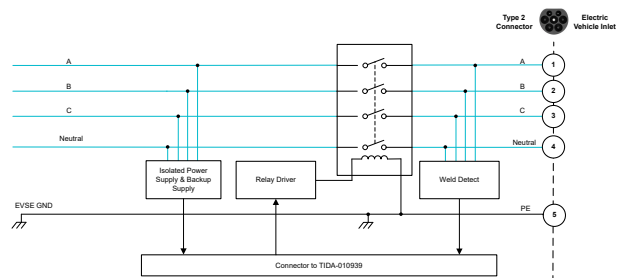 Type 2
Connector
Electric
Vehicle Inlet
A
A
1
B
B
2
C
C
3
Neutral
Neutral
4
Isolated Power
Supply & Backup
Supply
Relay Driver
Weld Detect
EVSE GND
PE
5
Connector to TIDA-010939